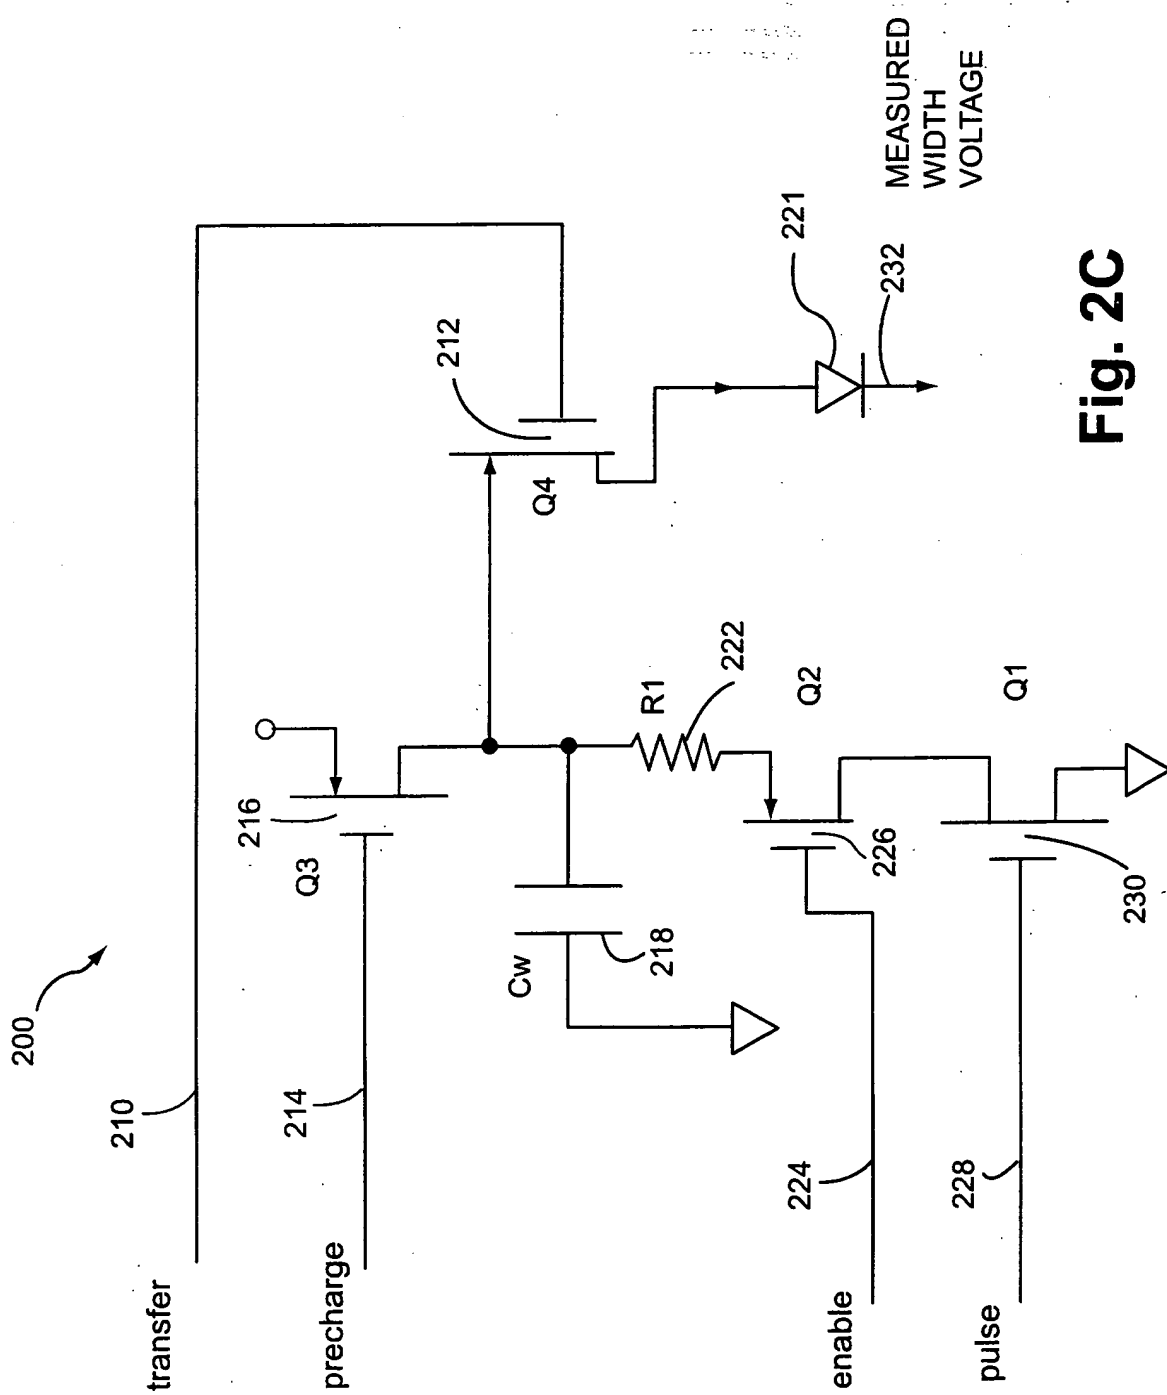 200
transfer
210
precharge
214
216
Q3
212
Q4
Cw
218
R1
222
221
232
MEASURED
WIDTH
VOLTAGE
enable
224
226
Q2
pulse
228
230
Q1
Fig. 2C